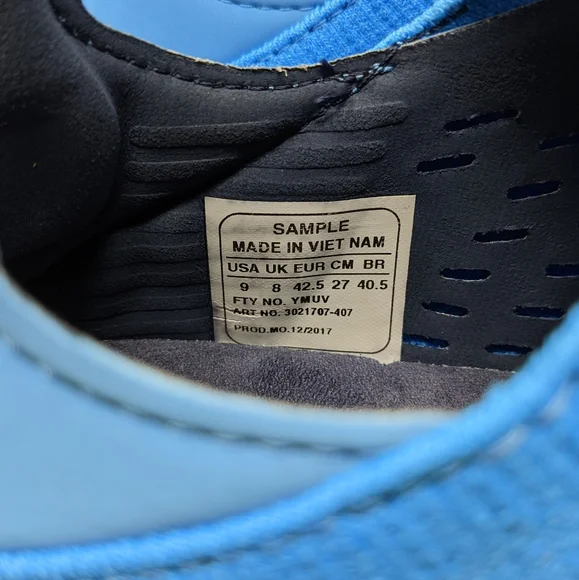 SAMPLE
MADE IN VIET NAM
USA UK EUR CM BR
9 8 42.5 27 40.5
FTY NO. YMUV
ART NO. 3021707-407
PROD.MO.12/2017